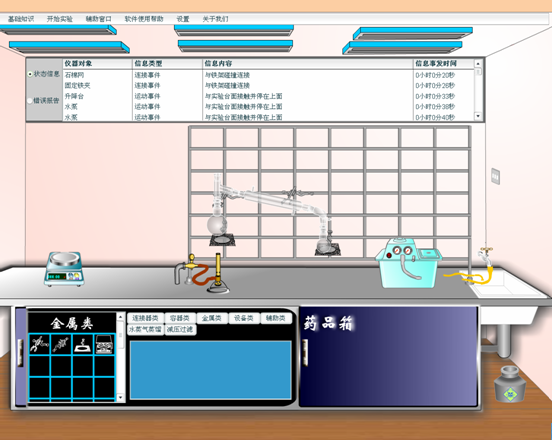 基础知识 开始实验 辅助窗口 软件使用帮助 设置 关于我们
仪器对象 信息类型 信息内容 信息事发时间
状态信息
错误报告
石棉网 连接事件 与铁架碰撞连接 0小时0分20秒
固定铁夹 连接事件 与铁架碰撞连接 0小时0分26秒
升降台 运动事件 与实验台面接触并停在上面 0小时0分33秒
水泵 运动事件 与实验台面接触并停在上面 0小时0分38秒
水泵 运动事件 与实验台面接触并停在上面 0小时0分40秒
金属类
连接器类 容器类 金属类 设备类 辅助类
水蒸气蒸馏 减压过滤
药品箱